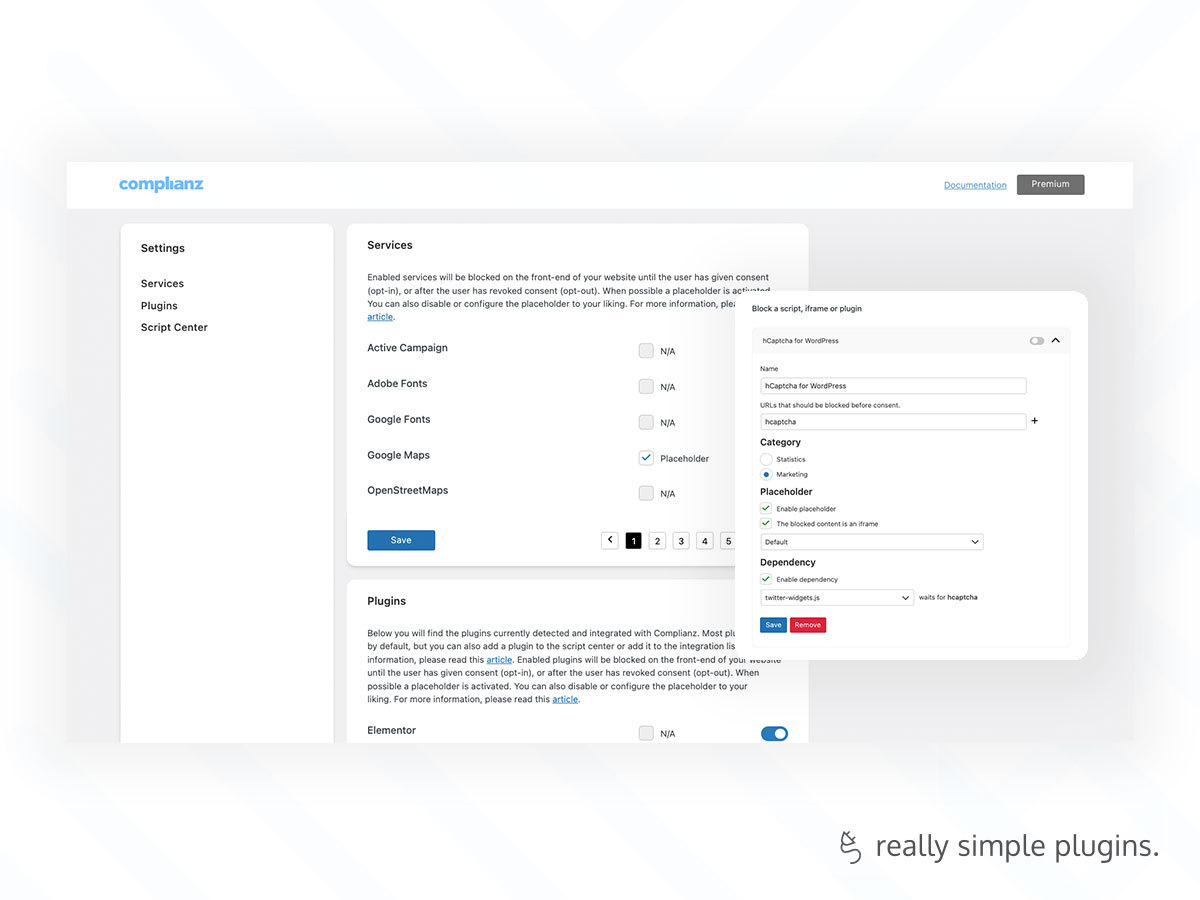 complianz
Documentation
Premium
Settings
Services
Plugins
Script Center
Services
Enabled services will be blocked on the front-end of your website until the user has given consent
(opt-in), or after the user has revoked consent (opt-out). When possible a placeholder is activated.
You can also disable or configure the placeholder to your liking. For more information,
article.
Active Campaign
N/A
Adobe Fonts
N/A
Google Fonts
N/A
Google Maps
Placeholder
OpenStreetMaps
N/A
Save
1 2 3 4 5
Plugins
Below you will find the plugins currently detected and integrated with Complianz. Most
by default, but you can also add a plugin to the script center or add it to the integration
information, please read this article. Enabled plugins will be blocked on the front-end of your website
until the user has given consent (opt-in), or after the user has revoked consent (opt-out). When
possible a placeholder is activated. You can also disable or configure the placeholder to your
liking. For more information, please read this article.
Elementor
N/A
Block a script, iframe or plugin
hCaptcha for WordPress
Name
hCaptcha for WordPress
URLs that should be blocked before consent.
hcaptcha
+
Category
Statistics
Marketing
Placeholder
Enable placeholder
The blocked content is an iframe
Default
Dependency
Enable dependency
twitter-widgets.js
waits for hcaptcha
Save
Remove
really simple plugins.